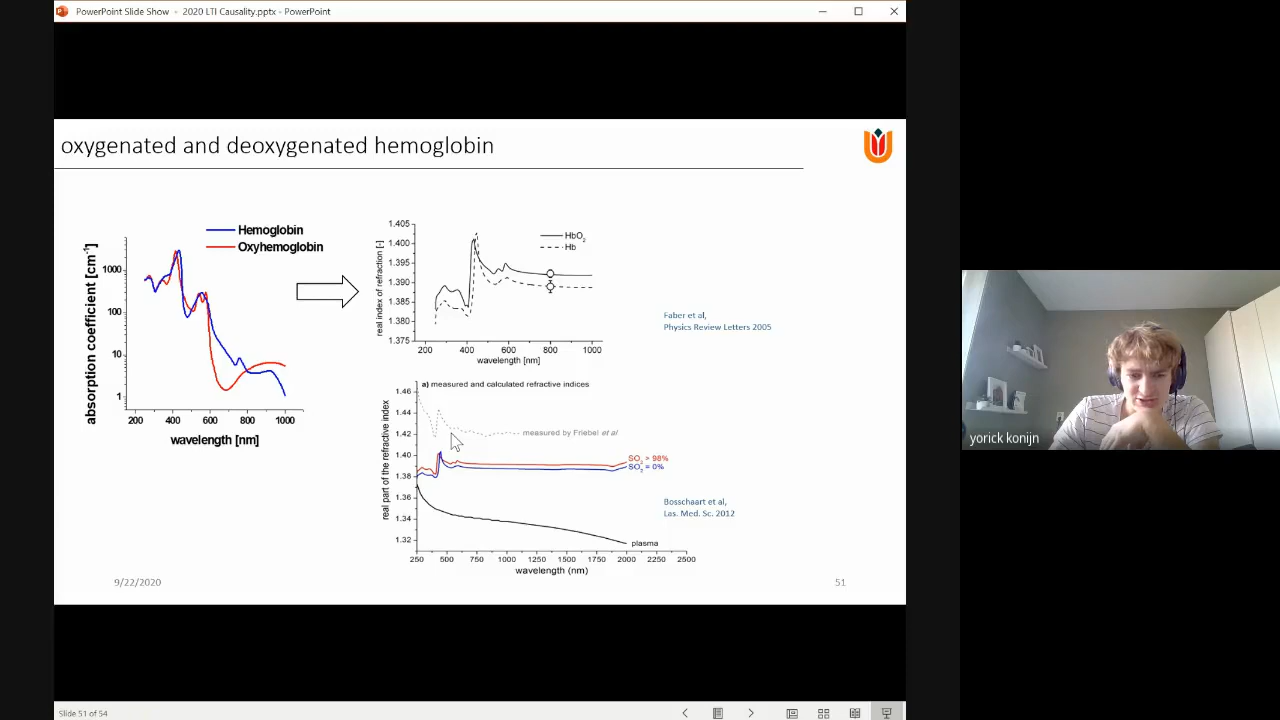 PowerPoint Slide Show - 2020 LTI Causality.pptx - PowerPoint
oxygenated and deoxygenated hemoglobin
Hemoglobin
Oxyhemoglobin
absorption coefficient [cm-1]
1000
100
10
1
200 400 600 800 1000
wavelength [nm]
1.405
1.400
1.395
1.390
1.385
1.380
1.375
real index of refraction [-]
HbO2
Hb
200 400 600 800 1000
wavelength [nm]
Faber et al,
Physics Review Letters 2005
a) measured and calculated refractive indices
1.46
1.44
1.42
1.40
1.38
1.36
1.34
1.32
real part of the refractive index
measured by Friebel et al
SO2 > 98%
SO2 = 0%
plasma
250 500 750 1000 1250 1500 1750 2000 2250 2500
wavelength (nm)
Bosschaart et al,
Las. Med. Sc. 2012
9/22/2020
51
Slide 51 of 54
yorick konijn